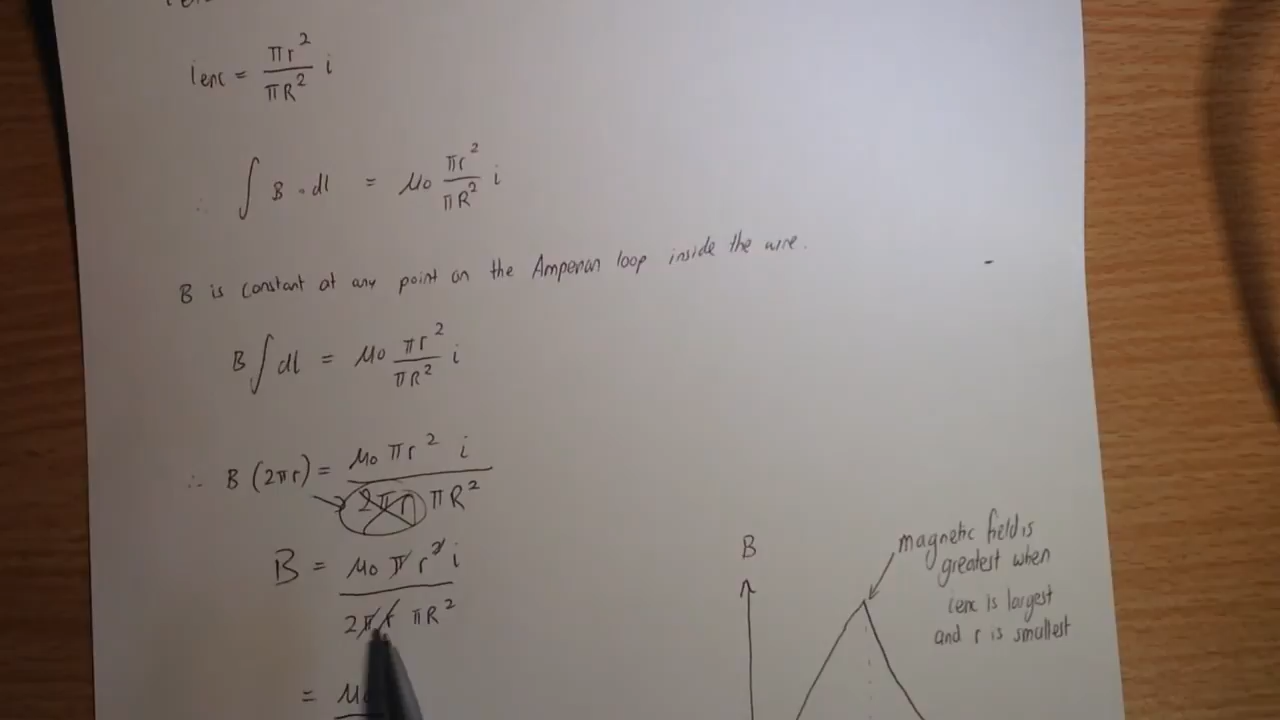 ienc = πr² / πR² i
∴ ∫ B . dl = μ₀ πr² / πR² i
B is constant at any point on the Amperian loop inside the wire.
B ∫ dl = μ₀ πr² / πR² i
∴ B (2πr) = μ₀ πr² i / 2πr πR²
B = μ₀ π r² i / 2πr πR²
= μ₀
B
magnetic field is
greatest when
ienc is largest
and r is smallest